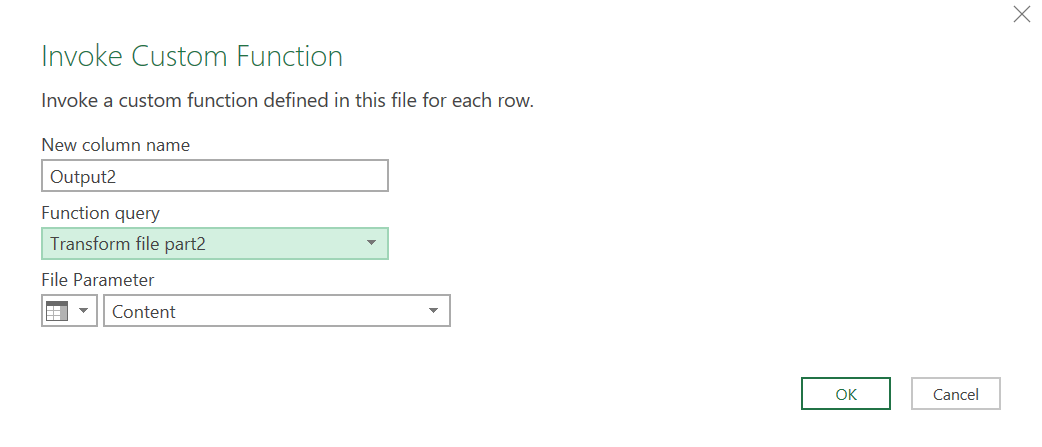 Invoke Custom Function
Invoke a custom function defined in this file for each row.
New column name
Output2
Function query
Transform file part2
File Parameter
Content
OK
Cancel